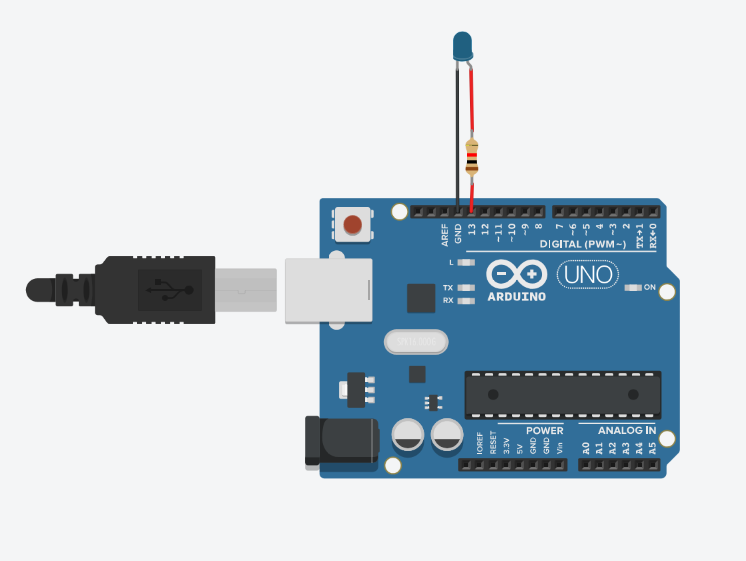 AREF
GND
13
12
~11
~10
~9
8
7
~6
~5
4
~3
2
TX→1
RX←0
DIGITAL (PWM~)
L
TX
RX
ARDUINO
UNO
ON
IOREF
RESET
3.3V
5V
GND
GND
Vin
POWER
ANALOG IN
A0
A1
A2
A3
A4
A5